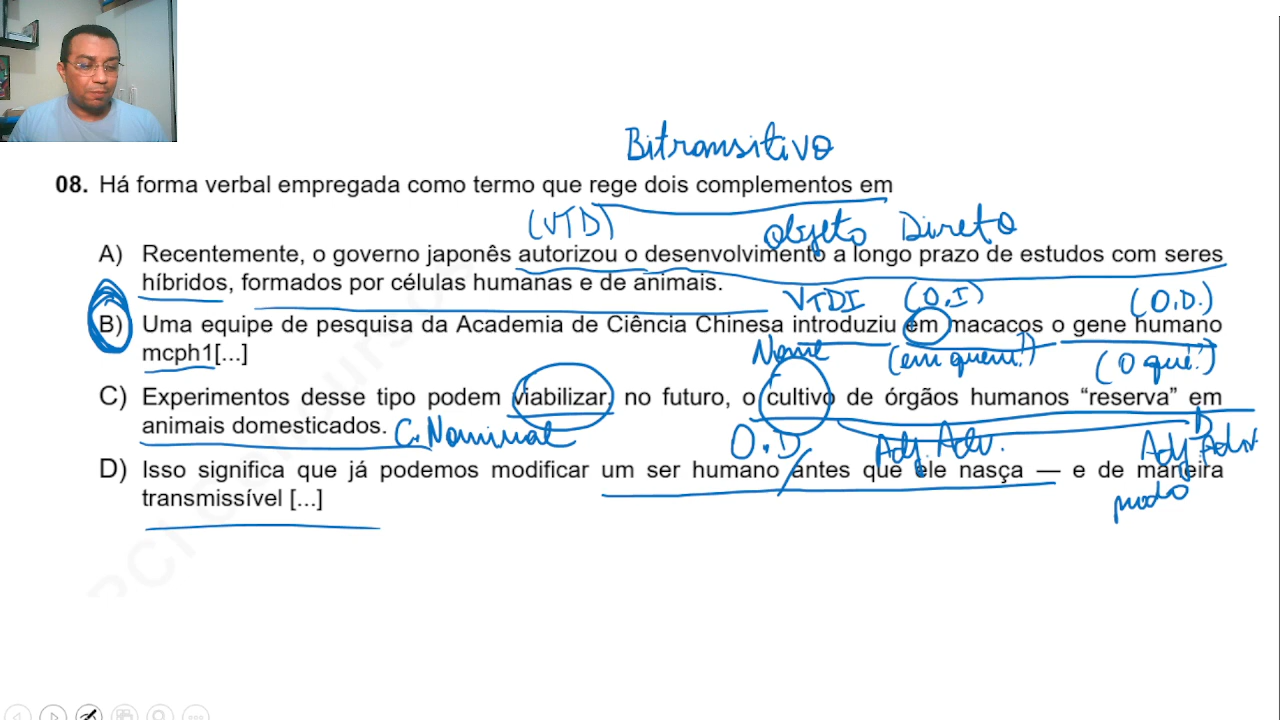 Bitransitivo
08. Há forma verbal empregada como termo que rege dois complementos em
(VTD) Objeto Direto
A) Recentemente, o governo japonês autorizou o desenvolvimento a longo prazo de estudos com seres
híbridos, formados por células humanas e de animais.
VTDI (O.I) (O.D.)
B) Uma equipe de pesquisa da Academia de Ciência Chinesa introduziu em macacos o gene humano
mcph1[...]
Nome (em quem?) (O quê?)
C) Experimentos desse tipo podem viabilizar, no futuro, o cultivo de órgãos humanos “reserva” em
animais domesticados. C. Nominal
O.D Adj. Adv. Adj Adv.
D) Isso significa que já podemos modificar um ser humano antes que ele nasça — e de maneira
transmissível [...]
modo